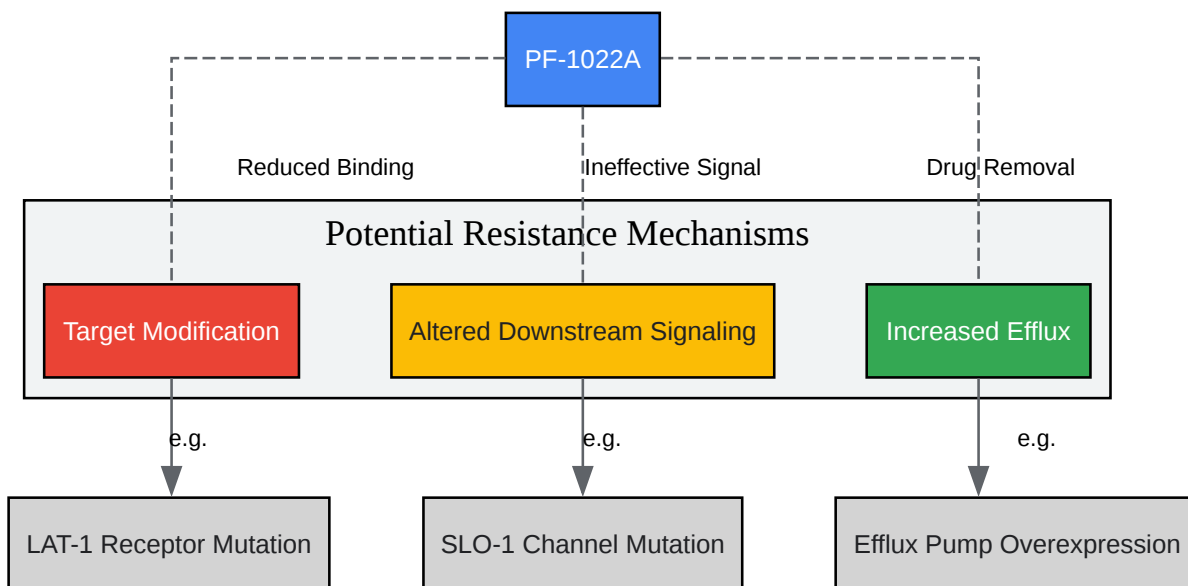 PF-1022A
Reduced Binding
Ineffective Signal
Drug Removal
Potential Resistance Mechanisms
Target Modification
Altered Downstream Signaling
Increased Efflux
e.g.
e.g.
e.g.
LAT-1 Receptor Mutation
SLO-1 Channel Mutation
Efflux Pump Overexpression